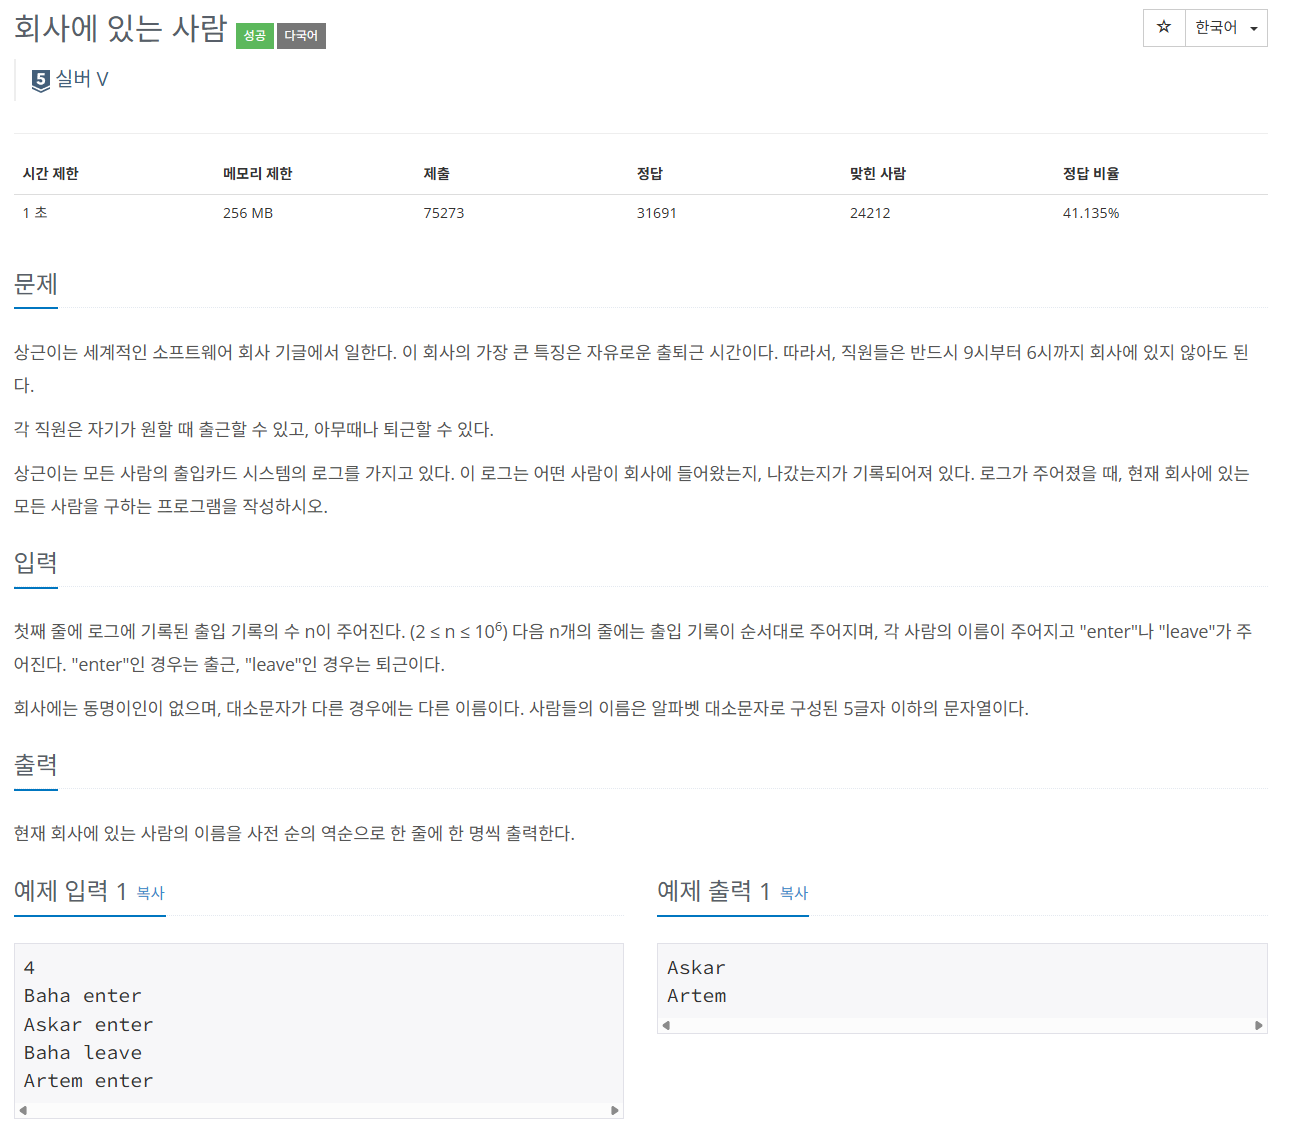 회사에 있는 사람 성공 다국어
☆ 한국어
5 실버 V
시간 제한 메모리 제한 제출 정답 맞힌 사람 정답 비율
1 초 256 MB 75273 31691 24212 41.135%
문제
상근이는 세계적인 소프트웨어 회사 기글에서 일한다. 이 회사의 가장 큰 특징은 자유로운 출퇴근 시간이다. 따라서, 직원들은 반드시 9시부터 6시까지 회사에 있지 않아도 된
다.
각 직원은 자기가 원할 때 출근할 수 있고, 아무때나 퇴근할 수 있다.
상근이는 모든 사람의 출입카드 시스템의 로그를 가지고 있다. 이 로그는 어떤 사람이 회사에 들어왔는지, 나갔는지가 기록되어져 있다. 로그가 주어졌을 때, 현재 회사에 있는
모든 사람을 구하는 프로그램을 작성하시오.
입력
첫째 줄에 로그에 기록된 출입 기록의 수 n이 주어진다. (2 ≤ n ≤ 10⁶) 다음 n개의 줄에는 출입 기록이 순서대로 주어지며, 각 사람의 이름이 주어지고 "enter"나 "leave"가 주
어진다. "enter"인 경우는 출근, "leave"인 경우는 퇴근이다.
회사에는 동명이인이 없으며, 대소문자가 다른 경우에는 다른 이름이다. 사람들의 이름은 알파벳 대소문자로 구성된 5글자 이하의 문자열이다.
출력
현재 회사에 있는 사람의 이름을 사전 순의 역순으로 한 줄에 한 명씩 출력한다.
예제 입력 1 복사
4
Baha enter
Askar enter
Baha leave
Artem enter
예제 출력 1 복사
Askar
Artem